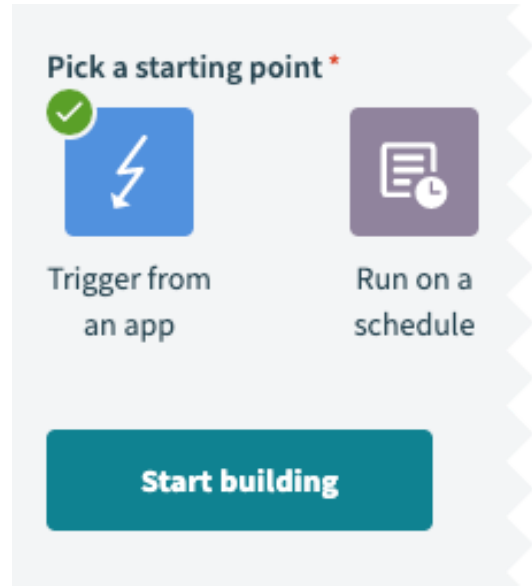 Pick a starting point *
Trigger from
an app
Run on a
schedule
Start building